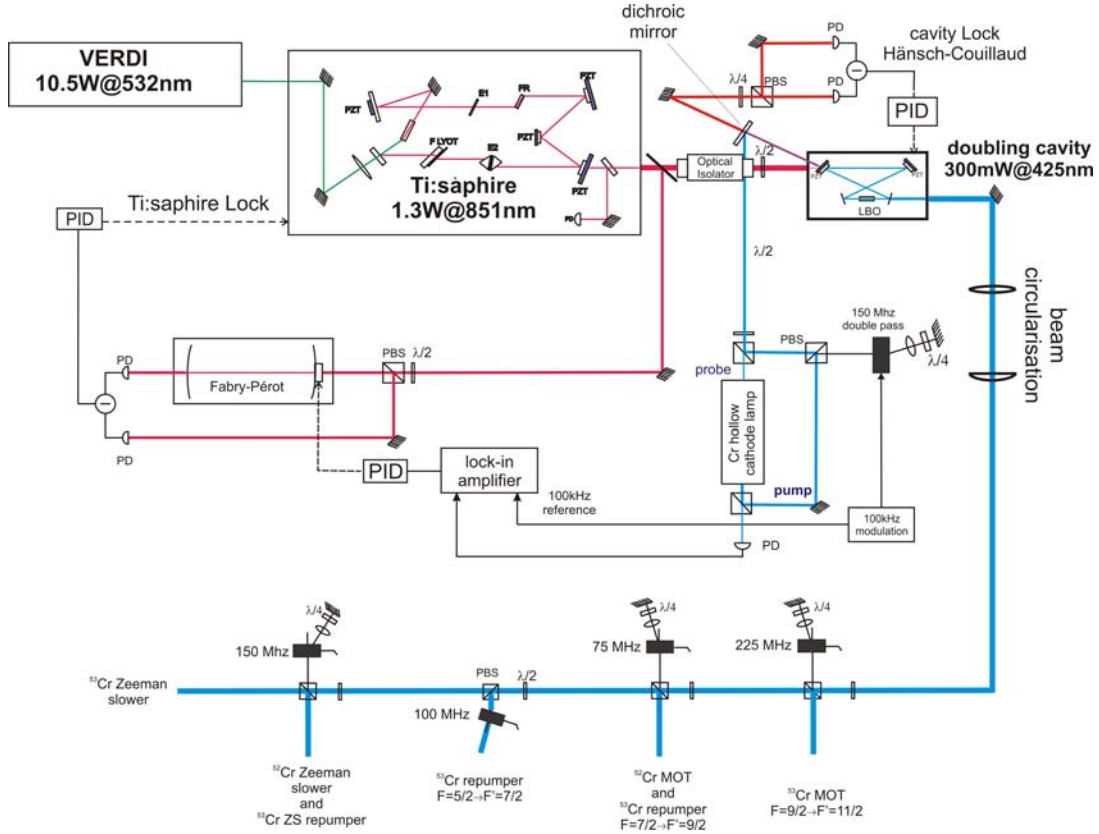 VERDI
10.5W@532nm
PZT
E1
FR
PZT
PZT
F LYOT
E2
PZT
PD
Ti:saphire
1.3W@851nm
dichroic
mirror
λ/4
PBS
PD
PD
cavity Lock
Hänsch-Couillaud
PID
Optical
Isolator
λ/2
doubling cavity
300mW@425nm
PZT
PZT
LBO
PID
Ti:saphire Lock
λ/2
beam
circularisation
PD
Fabry-Pérot
PBS
λ/2
PD
150 Mhz
double pass
PBS
λ/4
probe
Cr hollow
cathode lamp
pump
PID
lock-in
amplifier
100kHz
reference
100kHz
modulation
PD
λ/4
150 Mhz
λ/4
75 MHz
λ/4
225 MHz
⁵³Cr Zeeman
slower
PBS
λ/2
100 MHz
⁵²Cr Zeeman
slower
and
⁵³Cr ZS repumper
⁵³Cr repumper
F=5/2→F'=7/2
⁵²Cr MOT
and
⁵³Cr repumper
F=7/2→F'=9/2
⁵³Cr MOT
F=9/2→F'=11/2